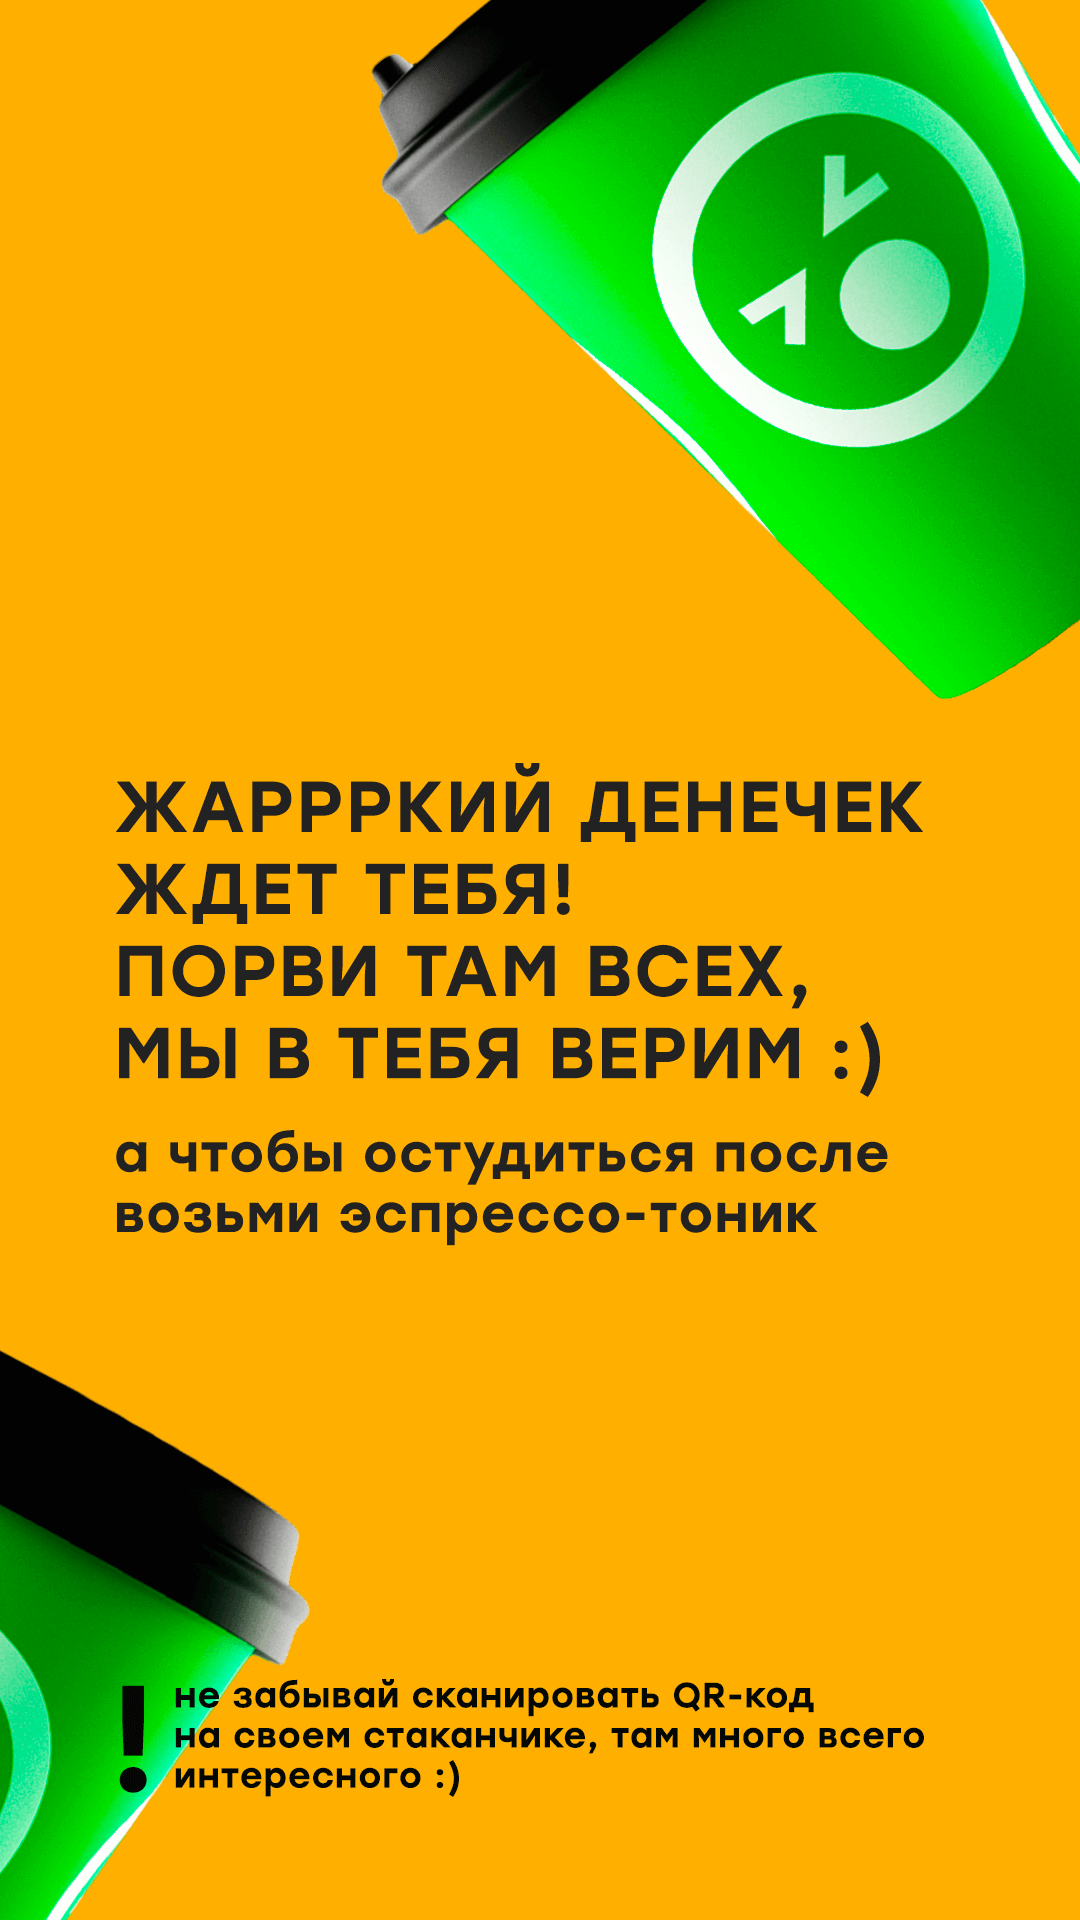 ЖАРРРКИЙ ДЕНЕЧЕК
ЖДЕТ ТЕБЯ!
ПОРВИ ТАМ ВСЕХ,
МЫ В ТЕБЯ ВЕРИМ :)
а чтобы остудиться после
возьми эспрессо-тоник
! не забывай сканировать QR-код
на своем стаканчике, там много всего
интересного :)